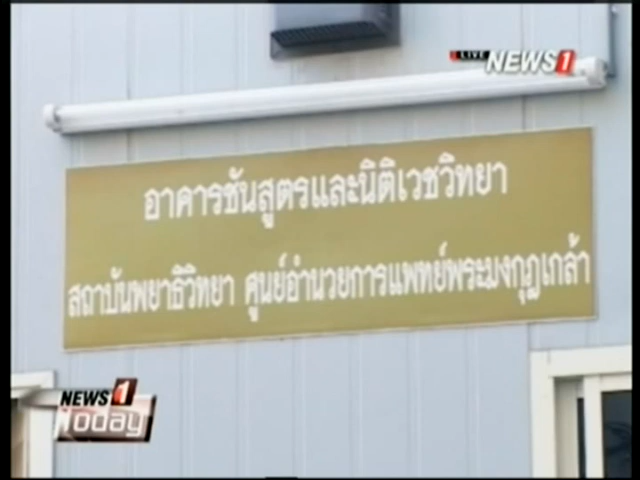 LIVE NEWS1
อาคารชันสูตรและนิติเวชวิทยา
สถาบันพยาธิวิทยา ศูนย์อำนวยการแพทย์พระมงกุฎเกล้า
NEWS1
Today